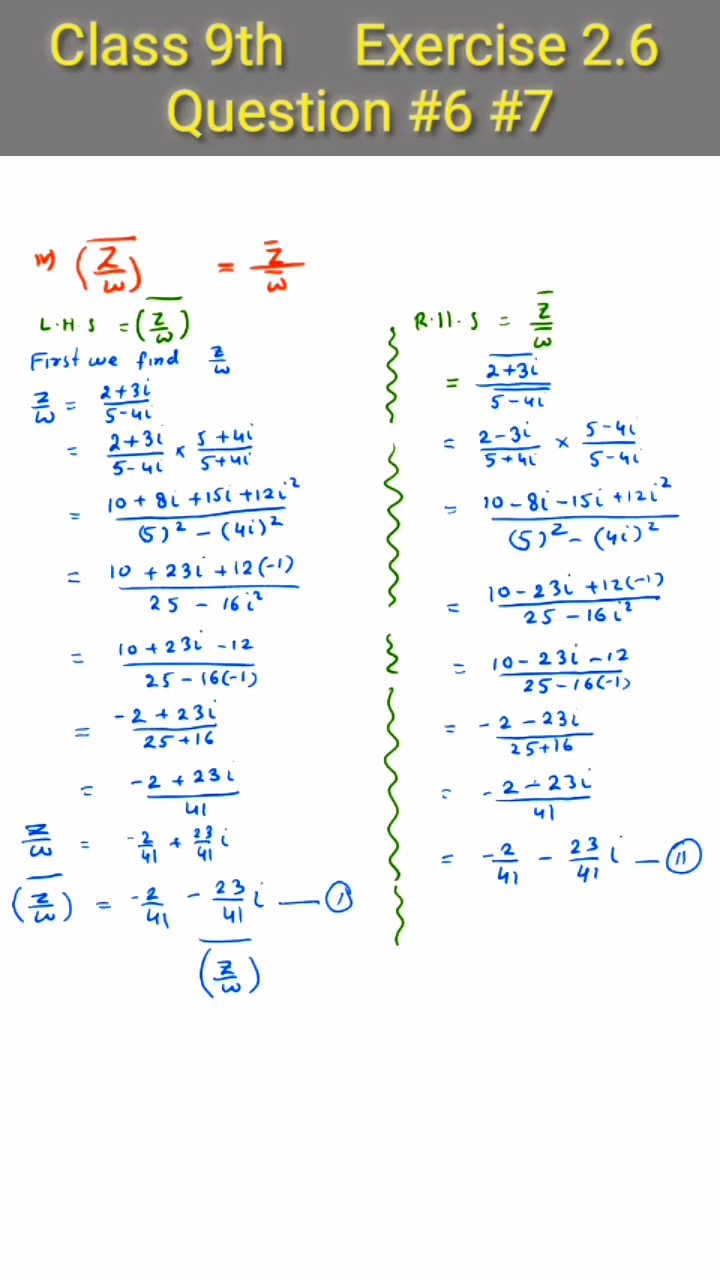 Class 9th Exercise 2.6
Question #6 #7
(z/w)‾ = z̄/w̄
L.H.S = (z/w)‾
First we find z/w
z/w = 2+3i/5-4i
= 2+3i/5-4i × 5+4i/5+4i
= 10+8i+15i+12i²/(5)²-(4i)²
= 10+23i+12(-1)/25-16i²
= 10+23i-12/25-16(-1)
= -2+23i/25+16
= -2+23i/41
z/w = -2/41 + 23/41 i
(z/w)‾ = -2/41 - 23/41 i — (I)
(z/w)‾
R.H.S = z̄/w̄
= (2+3i)‾/(5-4i)‾
= 2-3i/5+4i × 5-4i/5-4i
= 10-8i-15i+12i²/(5)²-(4i)²
= 10-23i+12(-1)/25-16i²
= 10-23i-12/25-16(-1)
= -2-23i/25+16
= -2-23i/41
= -2/41 - 23/41 i — (II)